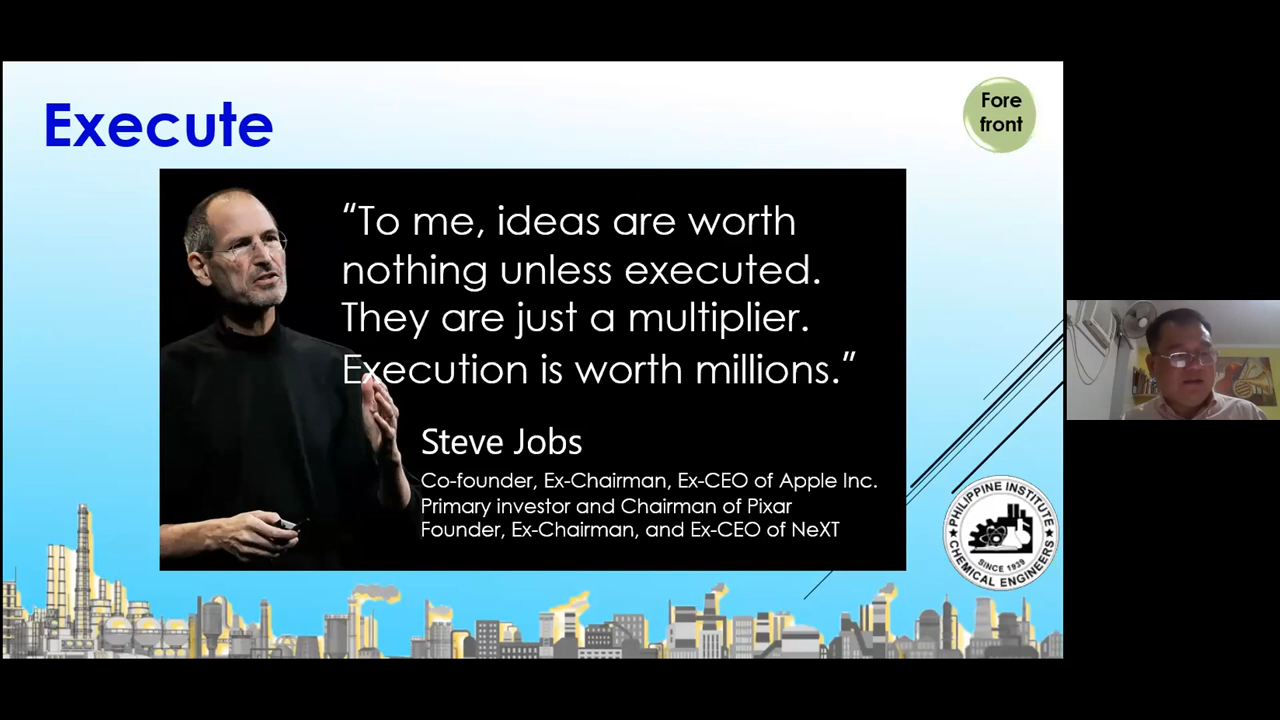 Execute
Fore
front
“To me, ideas are worth
nothing unless executed.
They are just a multiplier.
Execution is worth millions.”
Steve Jobs
Co-founder, Ex-Chairman, Ex-CEO of Apple Inc.
Primary investor and Chairman of Pixar
Founder, Ex-Chairman, and Ex-CEO of NeXT
PHILIPPINE INSTITUTE
SINCE 1939
CHEMICAL ENGINEERS